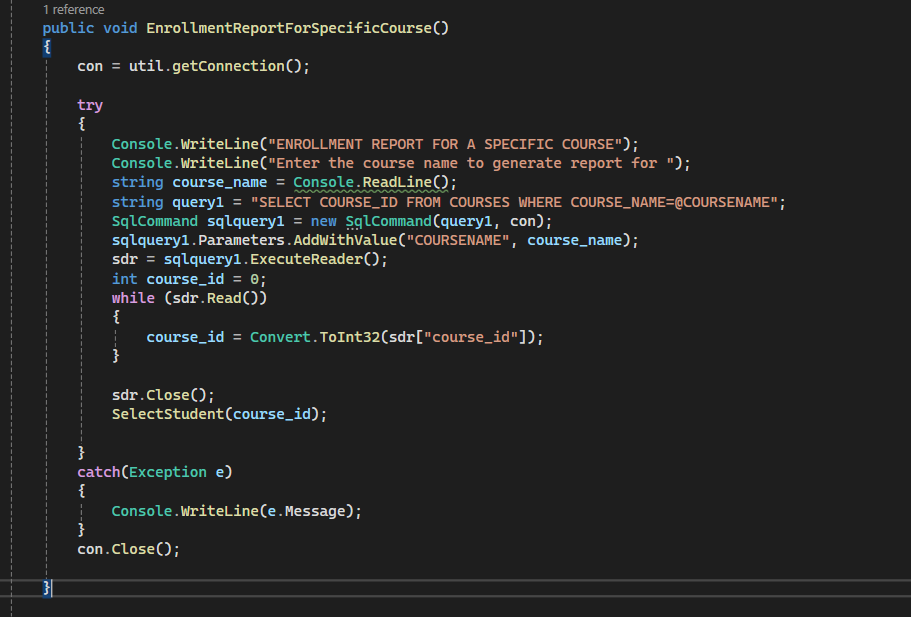 1 reference
public void EnrollmentReportForSpecificCourse()
{
con = util.getConnection();
try
{
Console.WriteLine("ENROLLMENT REPORT FOR A SPECIFIC COURSE");
Console.WriteLine("Enter the course name to generate report for ");
string course_name = Console.ReadLine();
string query1 = "SELECT COURSE_ID FROM COURSES WHERE COURSE_NAME=@COURSENAME";
SqlCommand sqlquery1 = new SqlCommand(query1, con);
sqlquery1.Parameters.AddWithValue("COURSENAME", course_name);
sdr = sqlquery1.ExecuteReader();
int course_id = 0;
while (sdr.Read())
{
course_id = Convert.ToInt32(sdr["course_id"]);
}
sdr.Close();
SelectStudent(course_id);
}
catch(Exception e)
{
Console.WriteLine(e.Message);
}
con.Close();
}